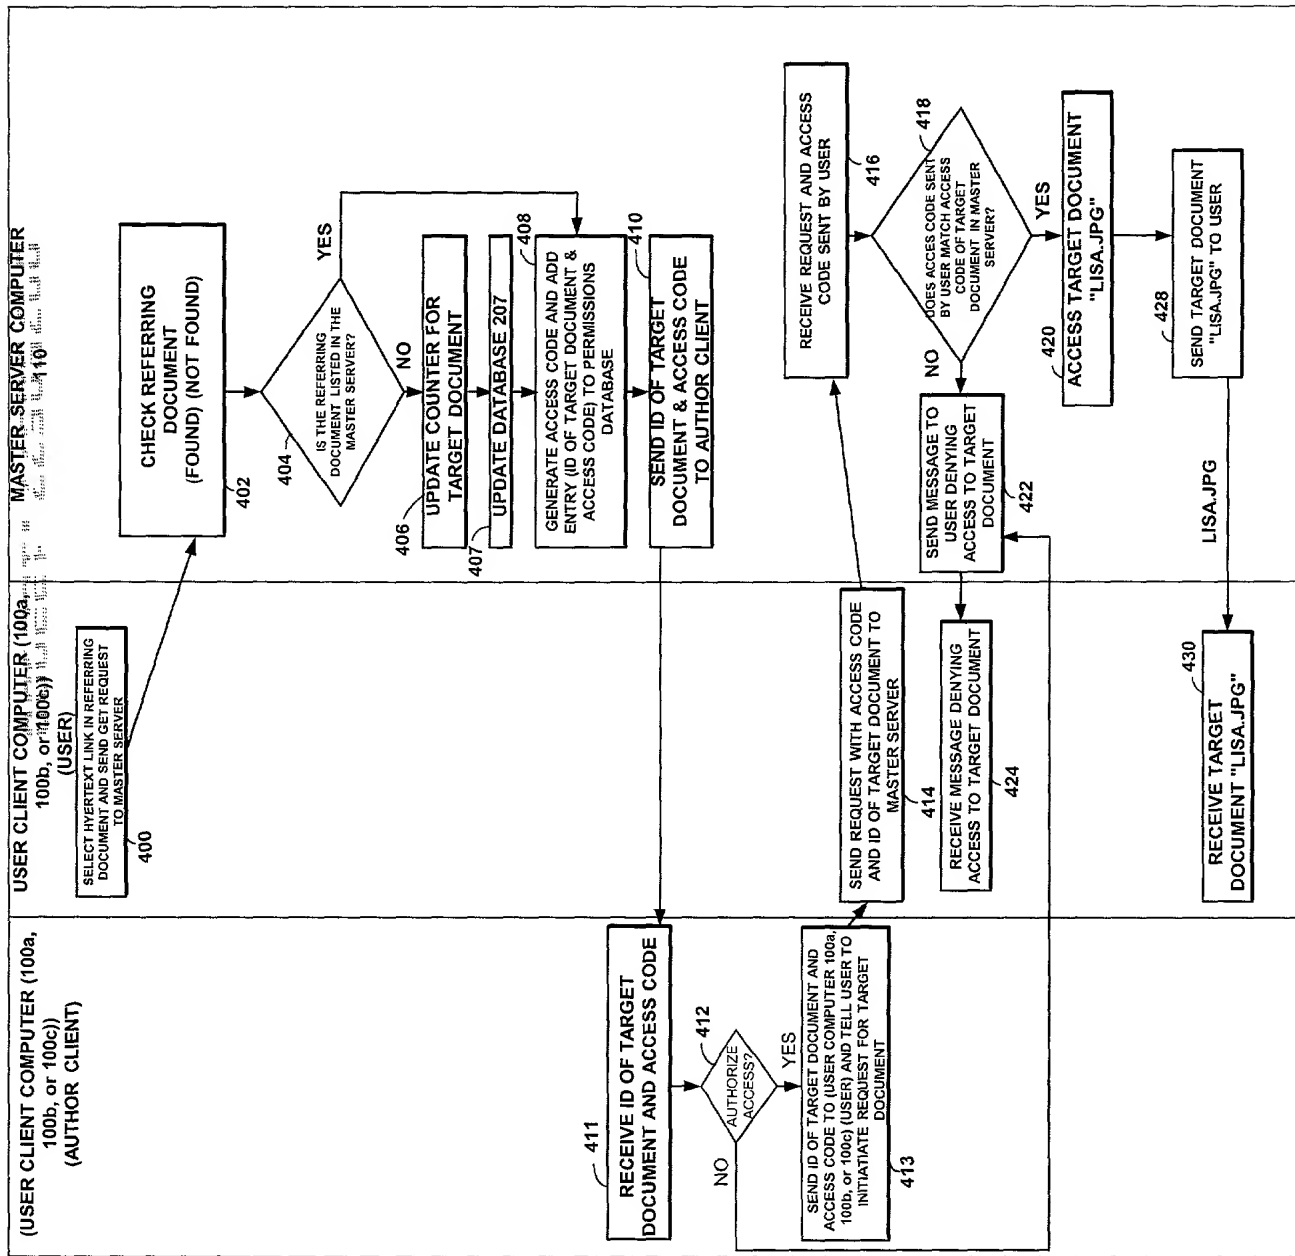 (USER CLIENT COMPUTER (100a,
100b, or 100c))
(AUTHOR CLIENT)
USER CLIENT COMPUTER (100a,
100b, or 100c))
(USER)
MASTER SERVER COMPUTER
110
SELECT HYERTEXT LINK IN REFERRING
DOCUMENT AND SEND GET REQUEST
TO MASTER SERVER
400
CHECK REFERRING
DOCUMENT
(FOUND) (NOT FOUND)
402
404
IS THE REFERRING
DOCUMENT LISTED IN THE
MASTER SERVER?
YES
NO
UPDATE COUNTER FOR
TARGET DOCUMENT
406
UPDATE DATABASE 207
407
408
GENERATE ACCESS CODE AND ADD
ENTRY (ID OF TARGET DOCUMENT &
ACCESS CODE) TO PERMISSIONS
DATABASE
410
SEND ID OF TARGET
DOCUMENT & ACCESS CODE
TO AUTHOR CLIENT
411
RECEIVE ID OF TARGET
DOCUMENT AND ACCESS CODE
412
AUTHORIZE
ACCESS?
NO
YES
SEND ID OF TARGET DOCUMENT AND
ACCESS CODE TO (USER COMPUTER 100a,
100b, or 100c) (USER) AND TELL USER TO
INITIATE REQUEST FOR TARGET
DOCUMENT
413
SEND REQUEST WITH ACCESS CODE
AND ID OF TARGET DOCUMENT TO
MASTER SERVER
414
RECEIVE REQUEST AND ACCESS
CODE SENT BY USER
416
418
DOES ACCES CODE SENT
BY USER MATCH ACCESS
CODE OF TARGET
DOCUMENT IN MASTER
SERVER?
NO
YES
SEND MESSAGE TO
USER DENYING
ACCESS TO TARGET
DOCUMENT
422
RECEIVE MESSAGE DENYING
ACCESS TO TARGET DOCUMENT
424
420
ACCESS TARGET DOCUMENT
"LISA.JPG"
428
SEND TARGET DOCUMENT
"LISA.JPG" TO USER
LISA.JPG
430
RECEIVE TARGET
DOCUMENT "LISA.JPG"